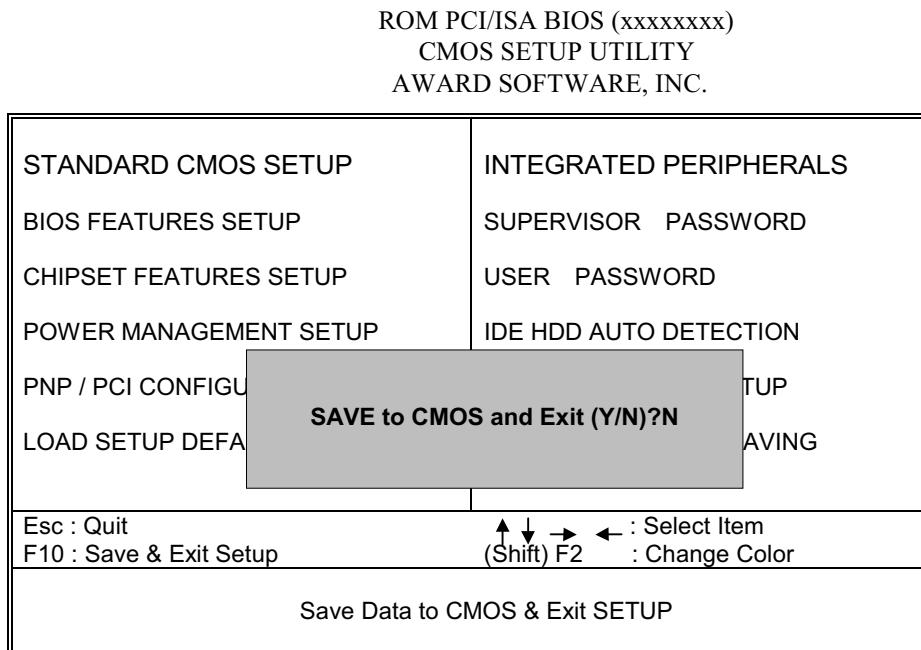 ROM PCI/ISA BIOS (xxxxxxxx)
CMOS SETUP UTILITY
AWARD SOFTWARE, INC.
STANDARD CMOS SETUP
BIOS FEATURES SETUP
CHIPSET FEATURES SETUP
POWER MANAGEMENT SETUP
PNP / PCI CONFIGU
LOAD SETUP DEFA
INTEGRATED PERIPHERALS
SUPERVISOR PASSWORD
USER PASSWORD
IDE HDD AUTO DETECTION
TUP
AVING
SAVE to CMOS and Exit (Y/N)?N
Esc : Quit
F10 : Save & Exit Setup
↑ ↓ → ← : Select Item
(Shift) F2 : Change Color
Save Data to CMOS & Exit SETUP